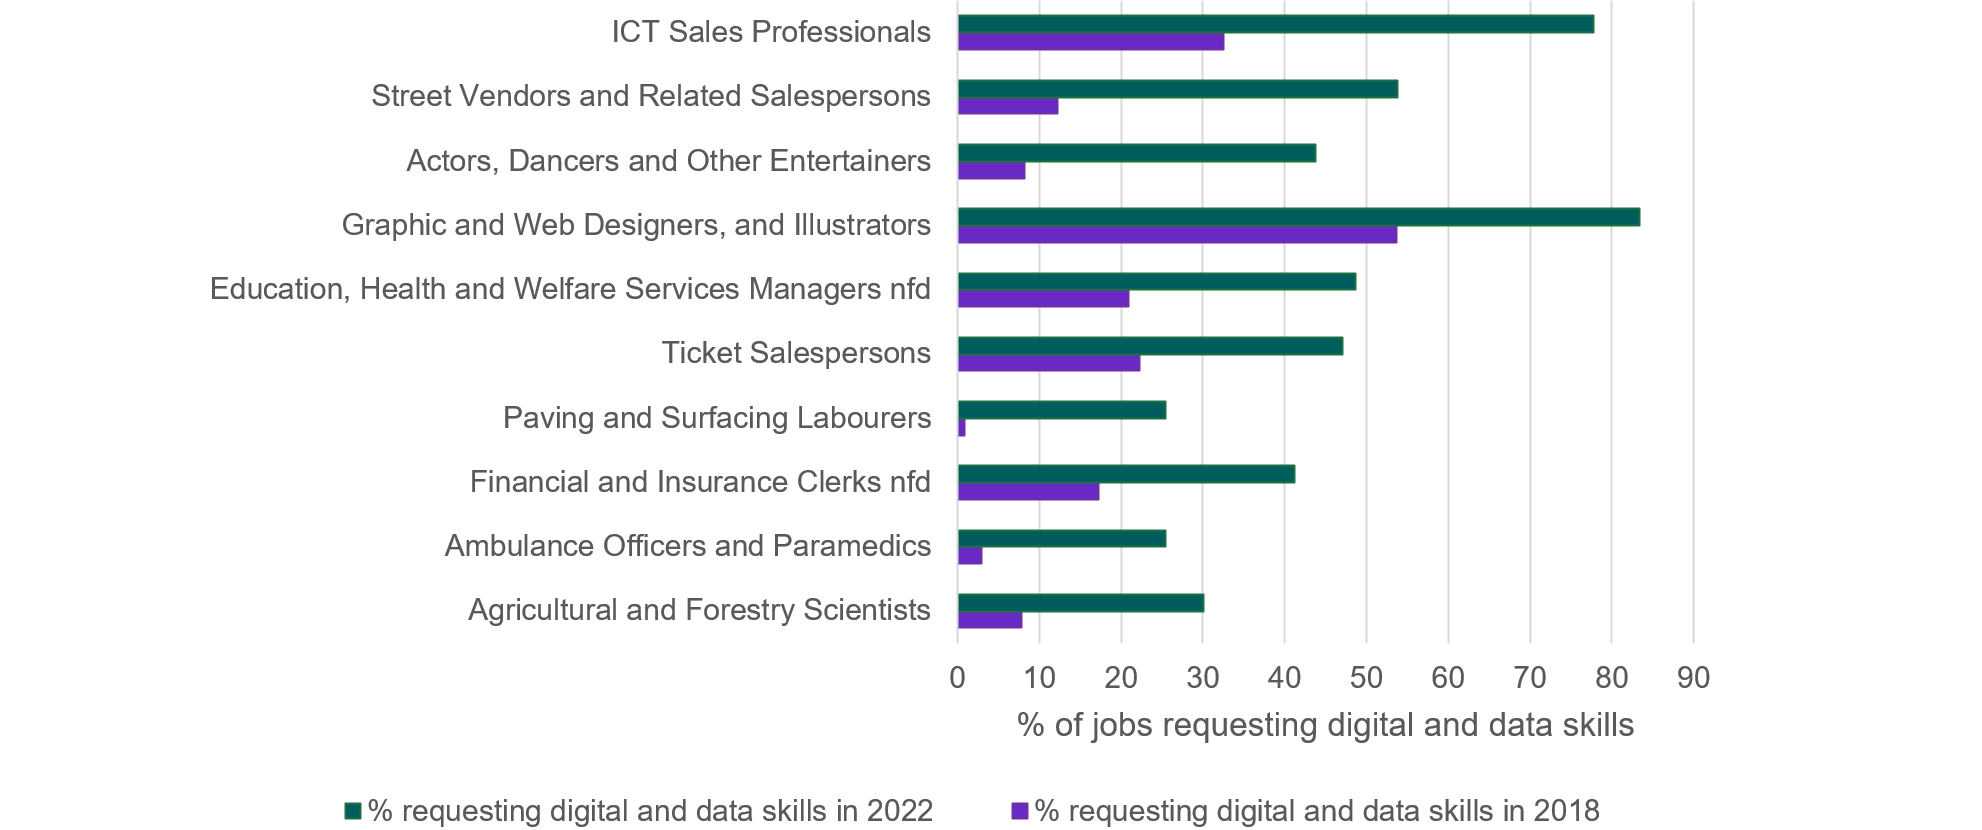 ICT Sales Professionals
Street Vendors and Related Salespersons
Actors, Dancers and Other Entertainers
Graphic and Web Designers, and Illustrators
Education, Health and Welfare Services Managers nfd
Ticket Salespersons
Paving and Surfacing Labourers
Financial and Insurance Clerks nfd
Ambulance Officers and Paramedics
Agricultural and Forestry Scientists
0 10 20 30 40 50 60 70 80 90
% of jobs requesting digital and data skills
% requesting digital and data skills in 2022 % requesting digital and data skills in 2018